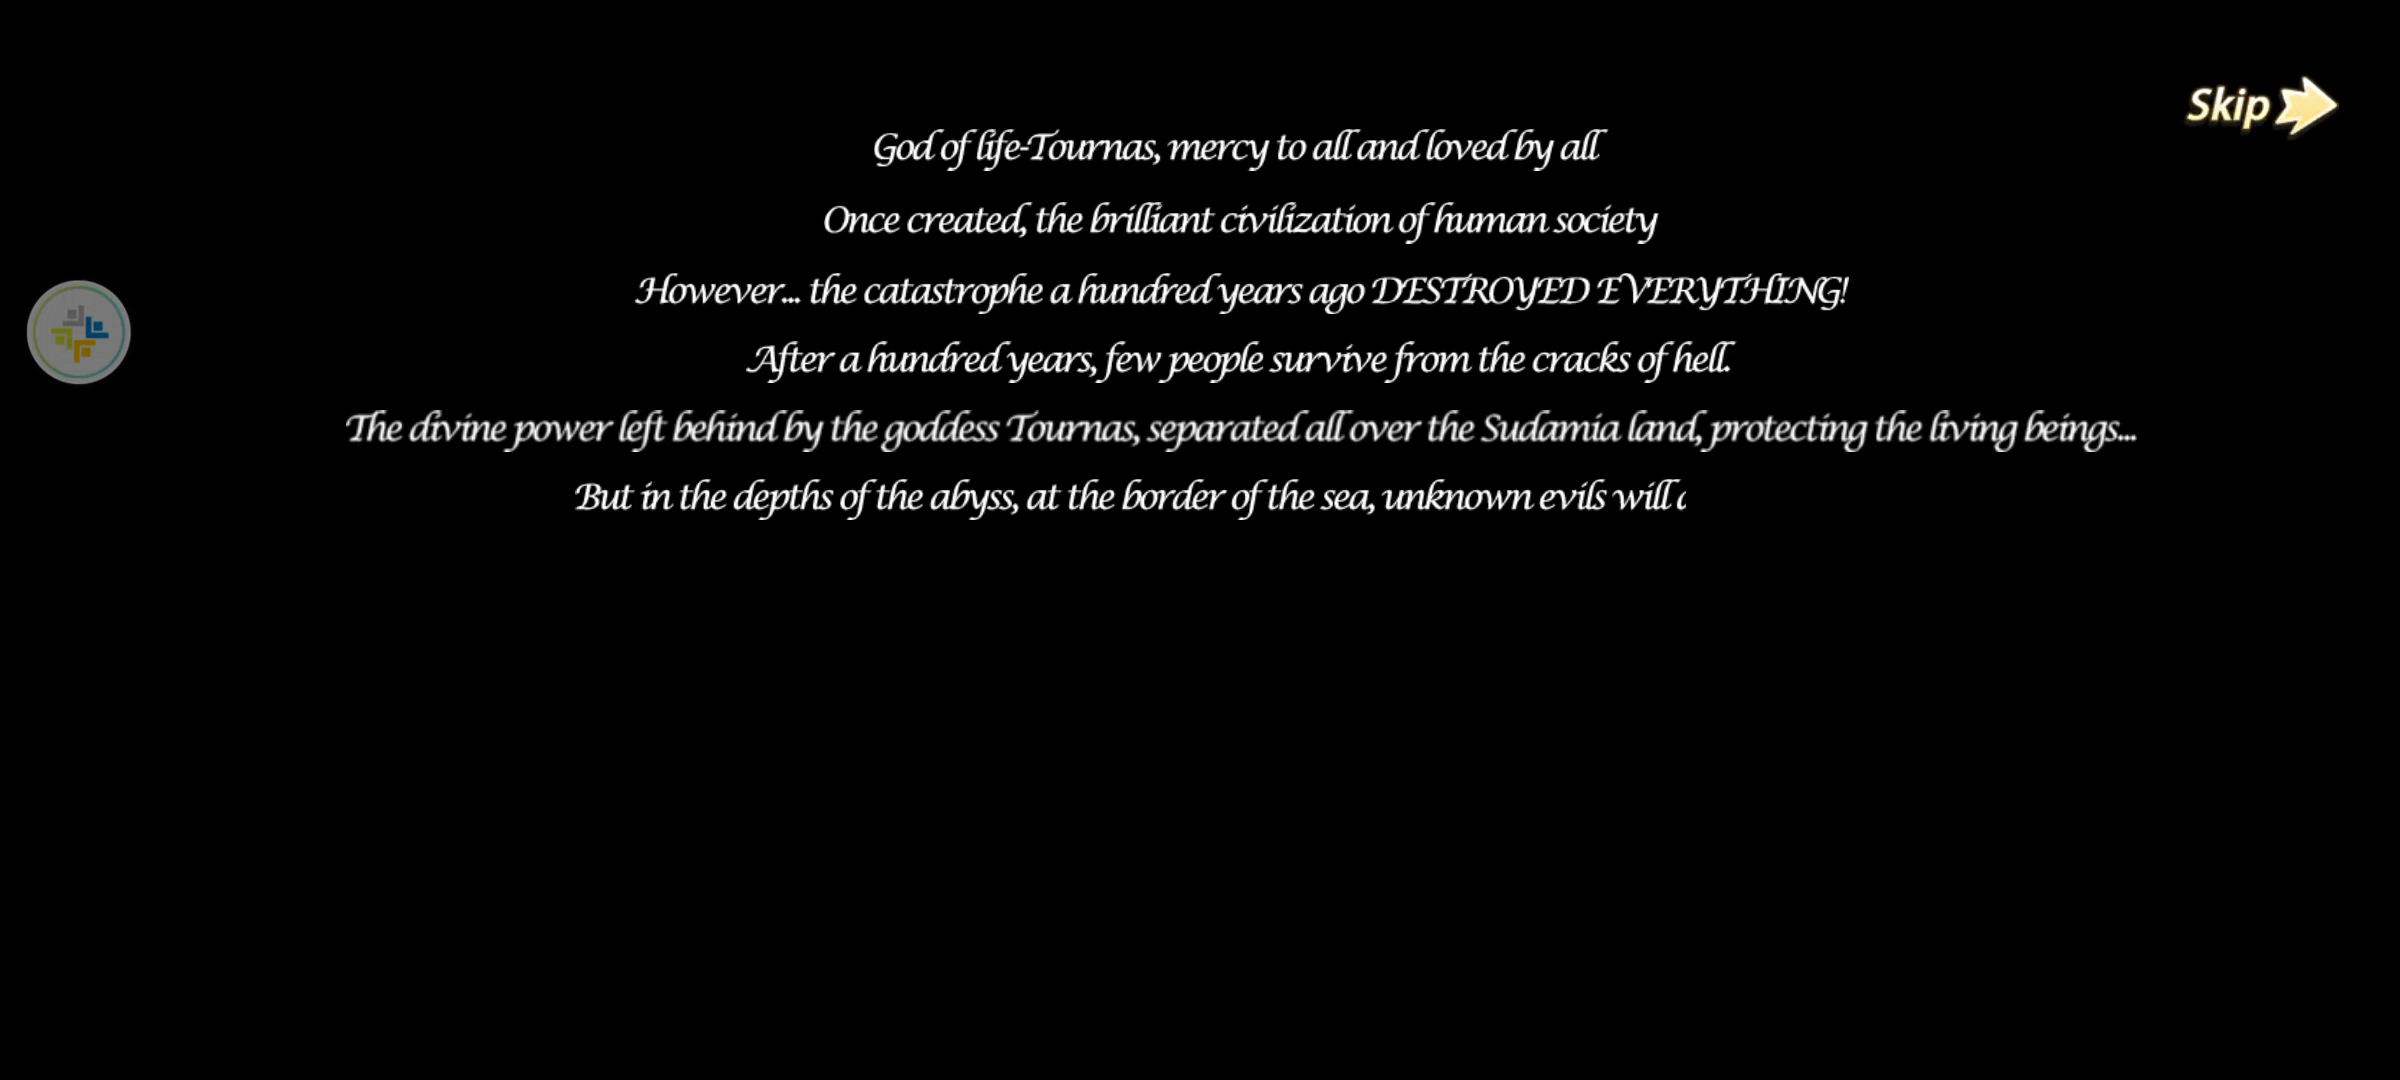 Skip
God of life-Tournas, mercy to all and loved by all
Once created, the brilliant civilization of human society
However... the catastrophe a hundred years ago DESTROYED EVERYTHING!
After a hundred years, few people survive from the cracks of hell.
The divine power left behind by the goddess Tournas, separated all over the Sudamia land, protecting the living beings...
But in the depths of the abyss, at the border of the sea, unknown evils will